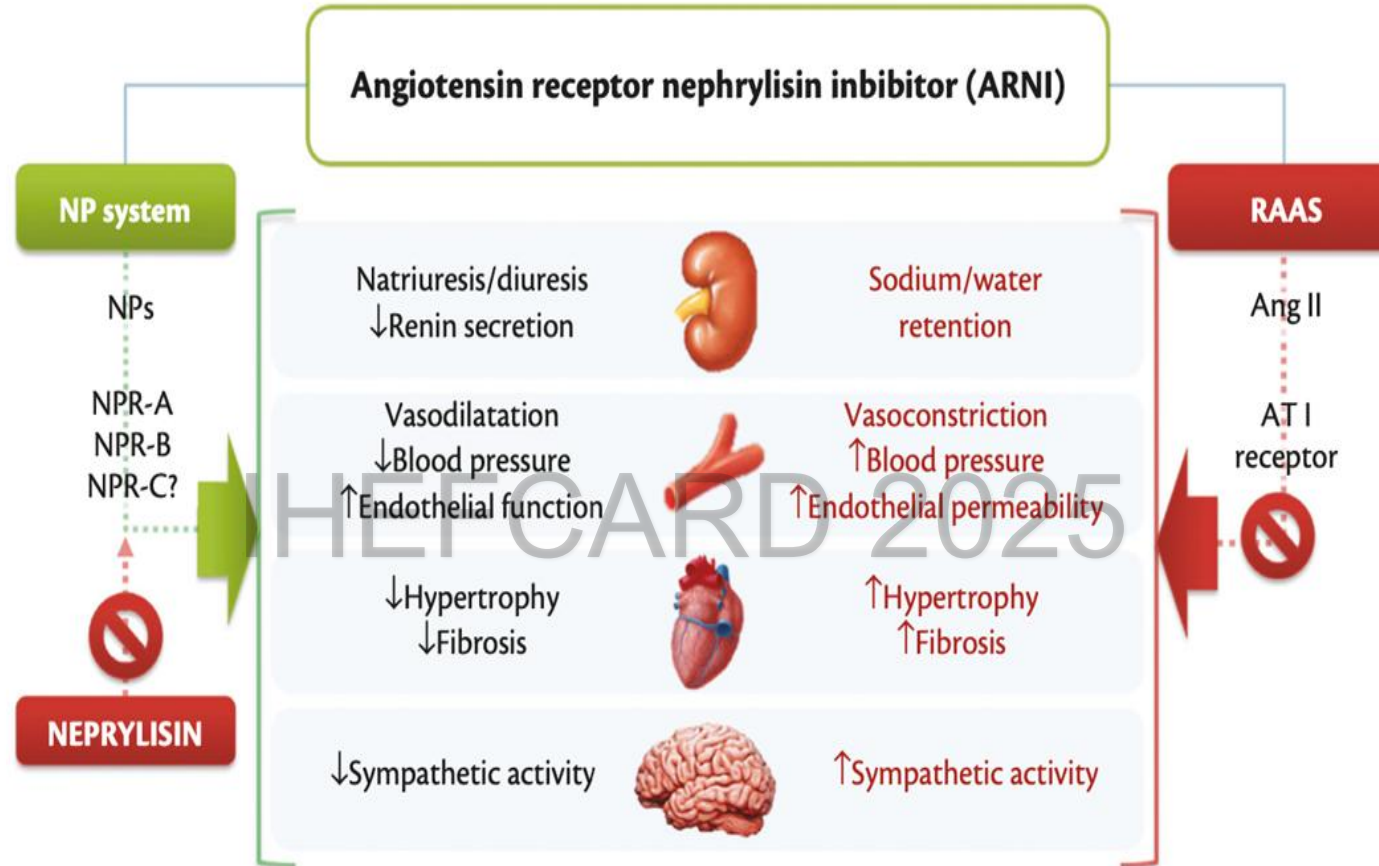 Angiotensin receptor nephrylisin inbibitor (ARNI)
NP system
NPs
NPR-A
NPR-B
NPR-C?
NEPRYLISIN
Natriuresis/diuresis
↓Renin secretion
Sodium/water
retention
Vasodilatation
↓Blood pressure
↑Endothelial function
Vasoconstriction
↑Blood pressure
↑Endothelial permeability
↓Hypertrophy
↓Fibrosis
↑Hypertrophy
↑Fibrosis
↓Sympathetic activity
↑Sympathetic activity
RAAS
Ang II
AT I
receptor
IHEFCARD 2025